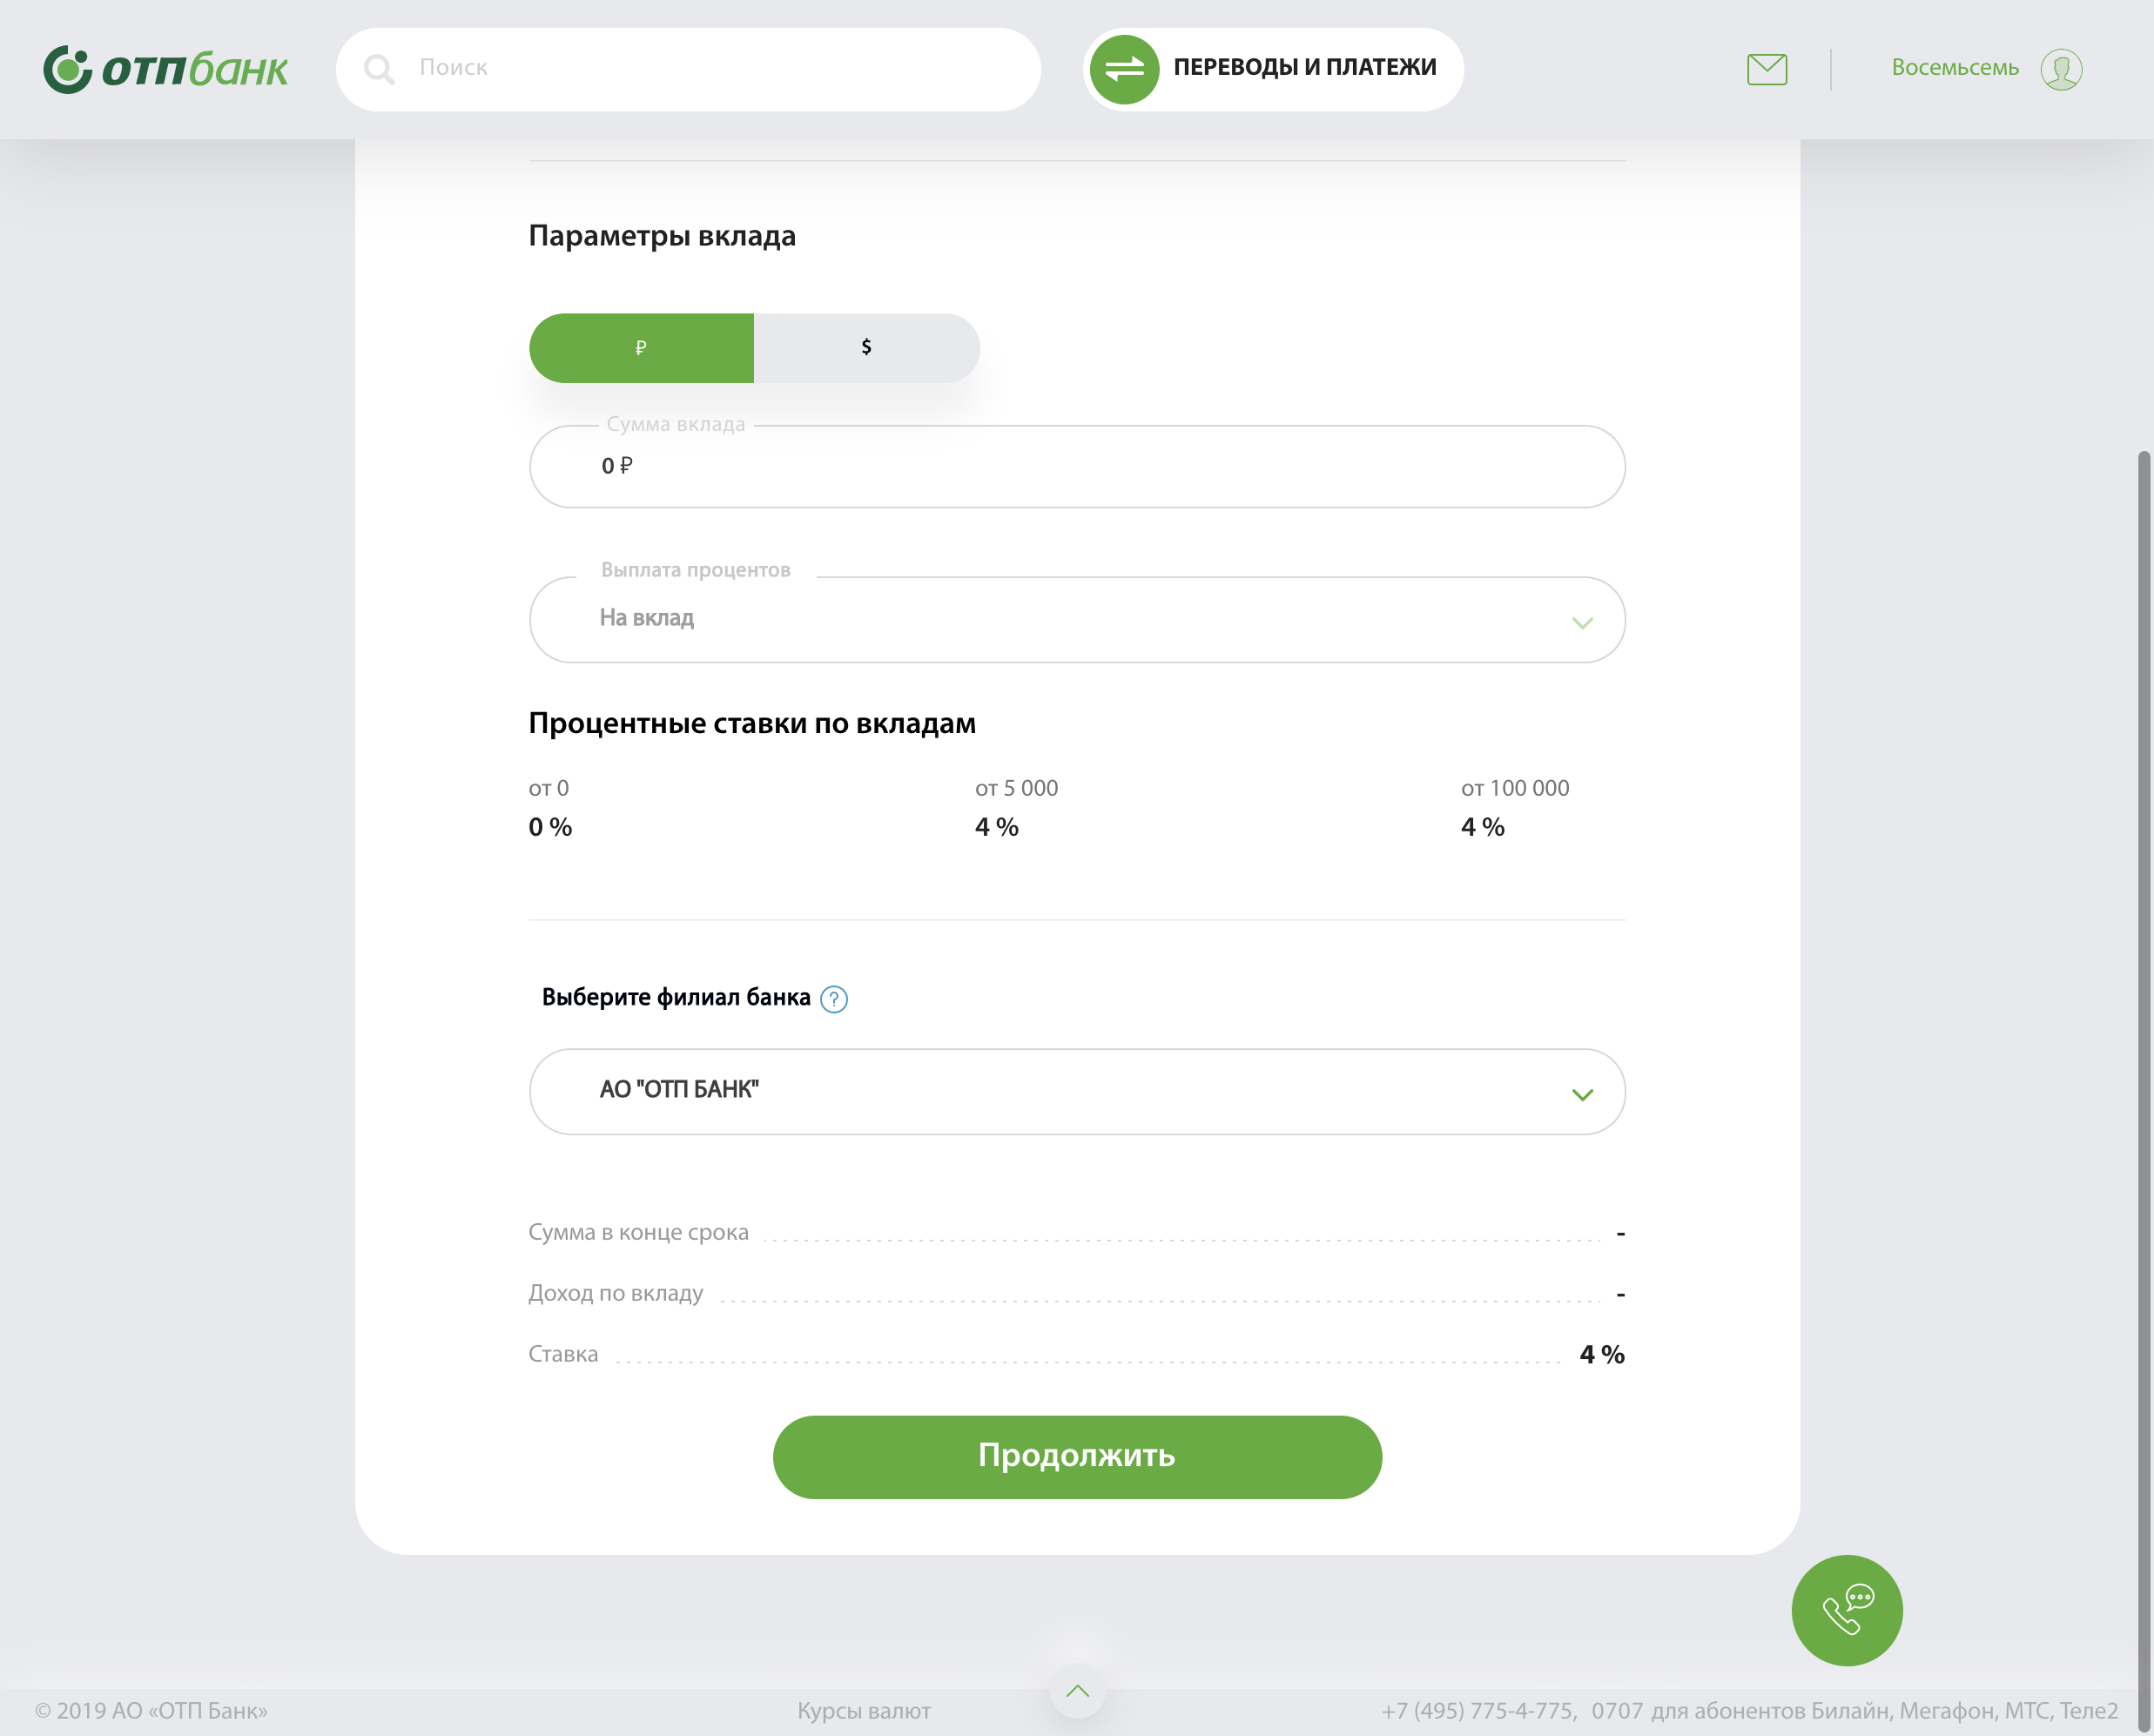 ОТПбанк
Поиск
ПЕРЕВОДЫ И ПЛАТЕЖИ
Восемьсемь
Параметры вклада
₽ $
Сумма вклада
0 ₽
Выплата процентов
На вклад
Процентные ставки по вкладам
от 0 от 5 000 от 100 000
0 % 4 % 4 %
Выберите филиал банка ?
АО "ОТП БАНК"
Сумма в конце срока -
Доход по вкладу -
Ставка 4 %
Продолжить
© 2019 АО «ОТП Банк» Курсы валют +7 (495) 775-4-775, 0707 для абонентов Билайн, Мегафон, МТС, Теле2